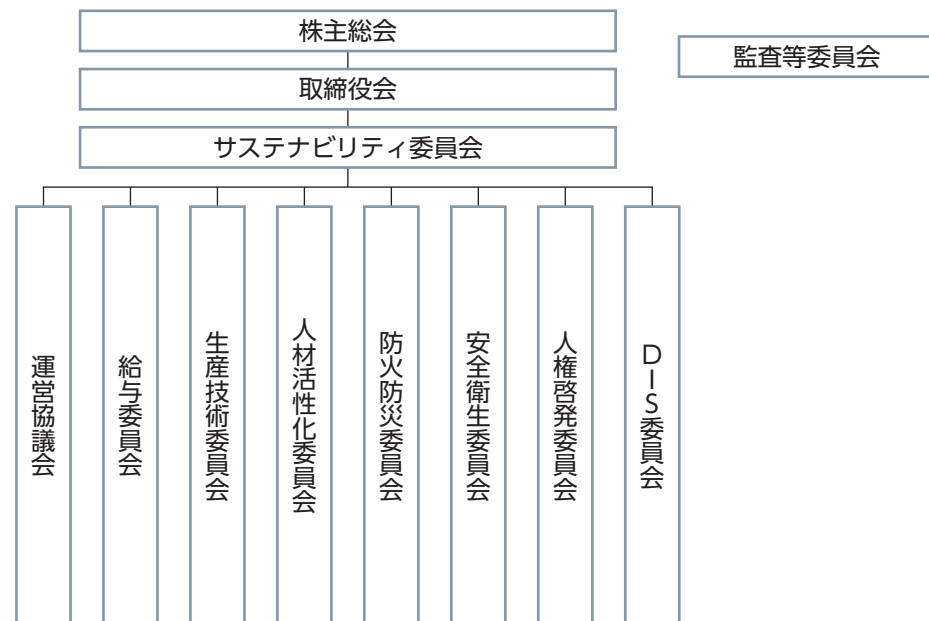 株主総会
監査等委員会
取締役会
サステナビリティ委員会
運営協議会
給与委員会
生産技術委員会
人材活性化委員会
防火防災委員会
安全衛生委員会
人権啓発委員会
DIS委員会